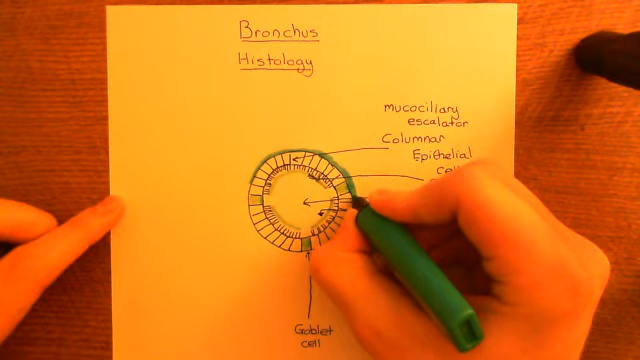 Bronchus
Histology
mucociliary
escalator
Columnar
Epithelial
Goblet
cell